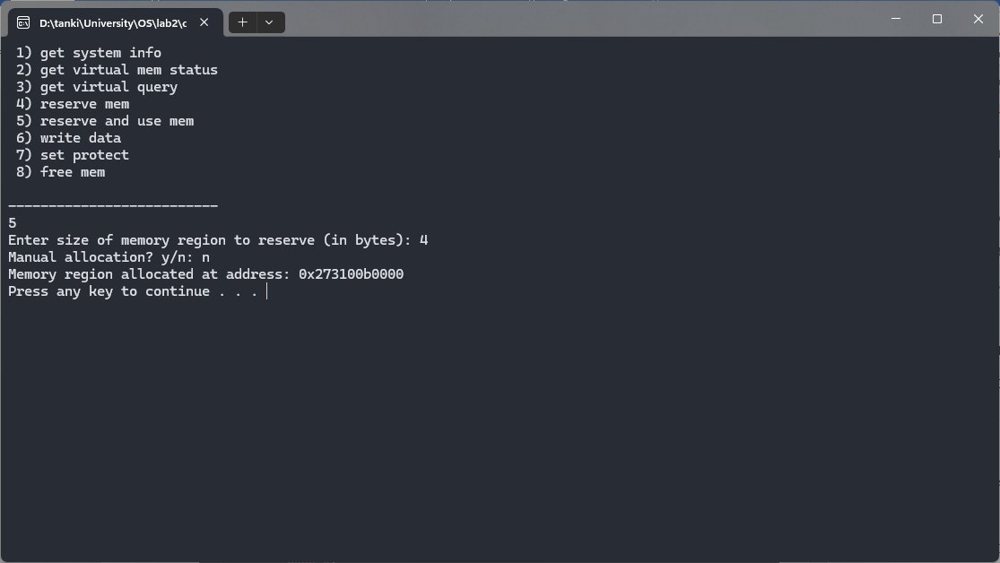 D:\tanki\University\OS\lab2\c
1) get system info
2) get virtual mem status
3) get virtual query
4) reserve mem
5) reserve and use mem
6) write data
7) set protect
8) free mem
--------------------------
5
Enter size of memory region to reserve (in bytes): 4
Manual allocation? y/n: n
Memory region allocated at address: 0x273100b0000
Press any key to continue . . .